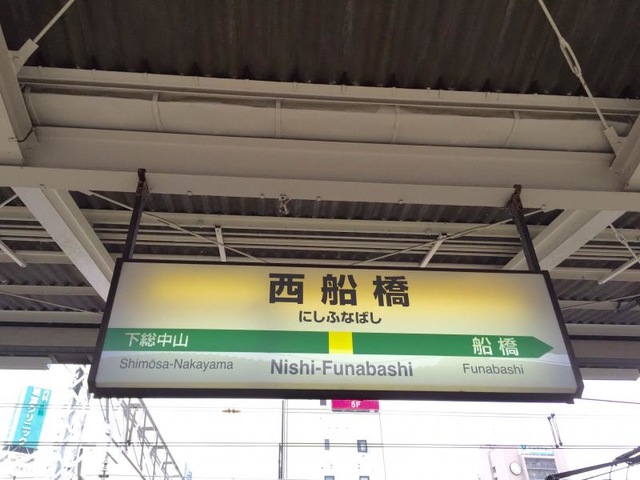 西船橋
にしふなばし
下総中山
船橋
Shimōsa-Nakayama
Nishi-Funabashi
Funabashi
5F